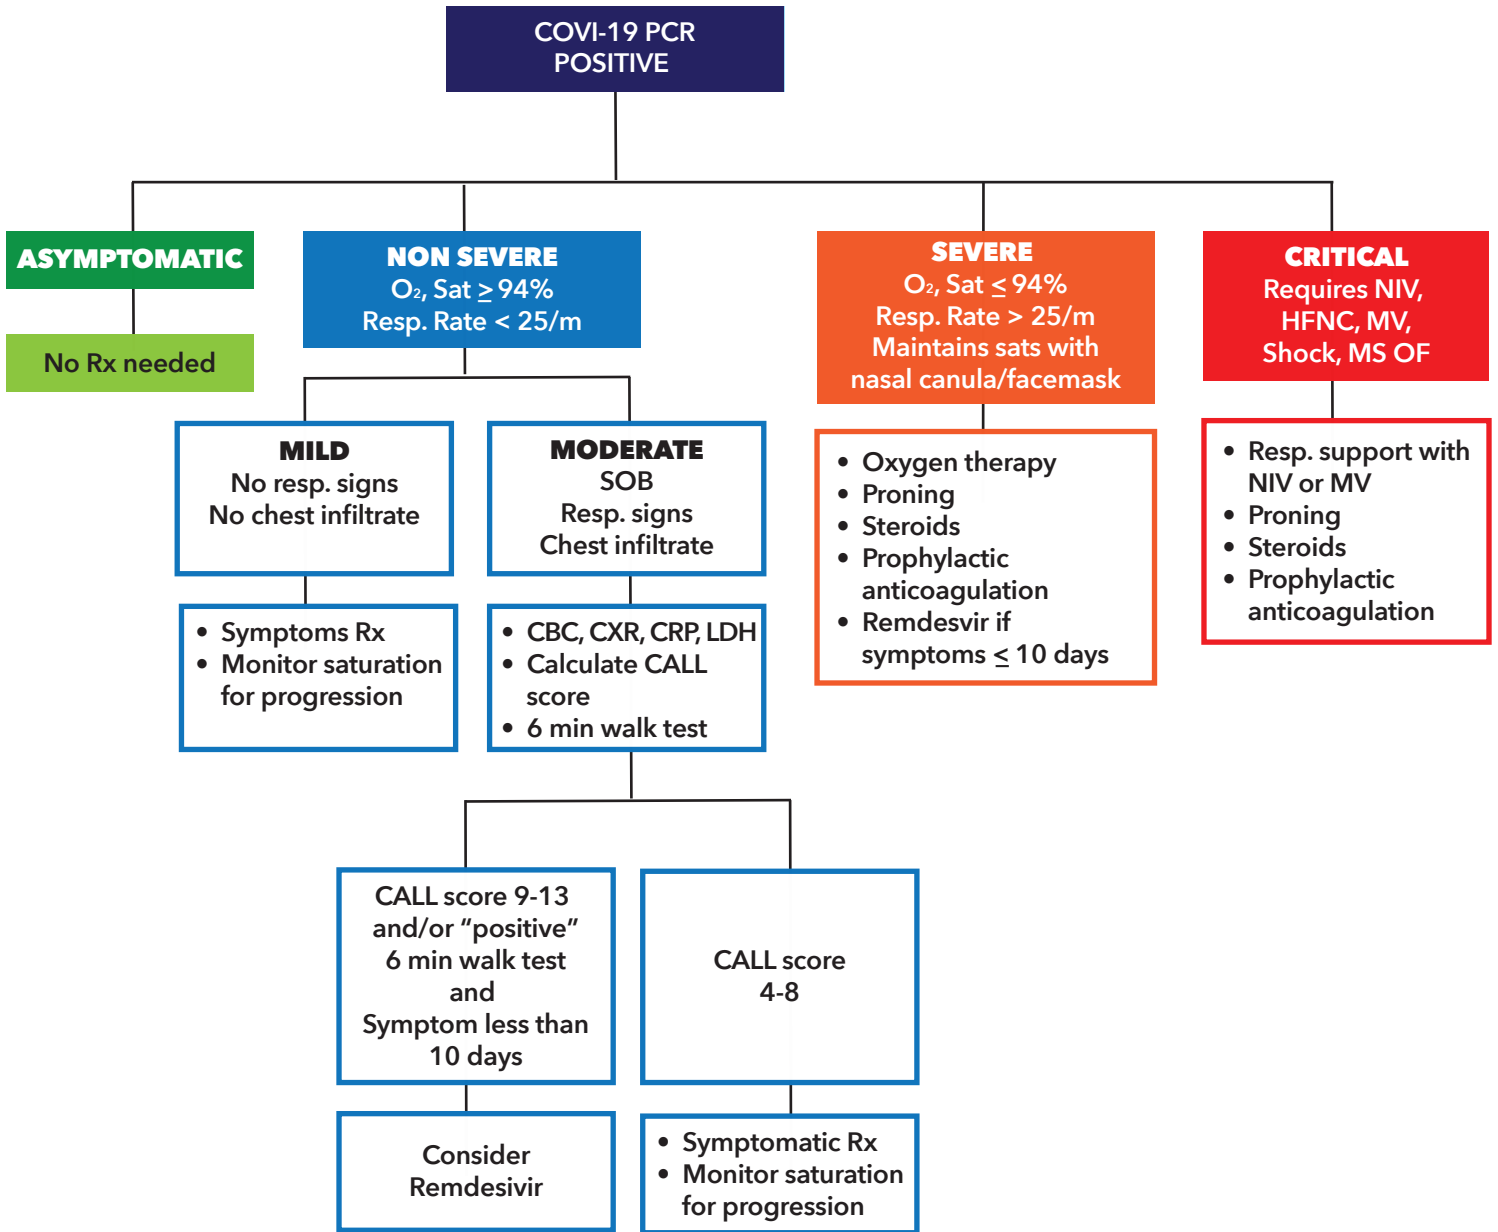 COVI-19 PCR
POSITIVE
ASYMPTOMATIC
No Rx needed
NON SEVERE
O₂, Sat ≥ 94%
Resp. Rate < 25/m
SEVERE
O₂, Sat ≤ 94%
Resp. Rate > 25/m
Maintains sats with
nasal canula/facemask
CRITICAL
Requires NIV,
HFNC, MV,
Shock, MS OF
MILD
No resp. signs
No chest infiltrate
MODERATE
SOB
Resp. signs
Chest infiltrate
• Oxygen therapy
• Proning
• Steroids
• Prophylactic
anticoagulation
• Remdesvir if
symptoms ≤ 10 days
• Resp. support with
NIV or MV
• Proning
• Steroids
• Prophylactic
anticoagulation
• Symptoms Rx
• Monitor saturation
for progression
• CBC, CXR, CRP, LDH
• Calculate CALL
score
• 6 min walk test
CALL score 9-13
and/or “positive”
6 min walk test
and
Symptom less than
10 days
CALL score
4-8
Consider
Remdesivir
• Symptomatic Rx
• Monitor saturation
for progression